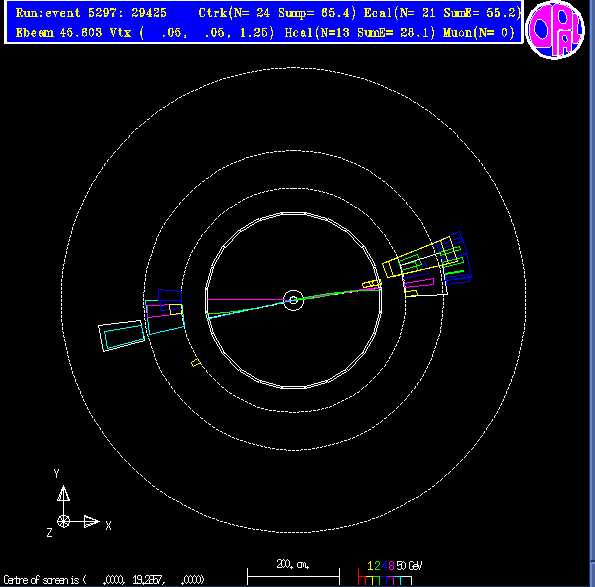 Run:event 5297: 29425 Ctrk(N= 24 Sump= 65.4) Ecal(N= 21 SumE= 55.2)
Ebeam 45.603 Vtx ( .05, .05, 1.25) Hcal(N=13 SumE= 28.1) Muon(N= 0)
OPAL
Y
Z X
200. cm.
1 2 4 8 50 GeV
Centre of screen is ( .0000, 19.2857, .0000)